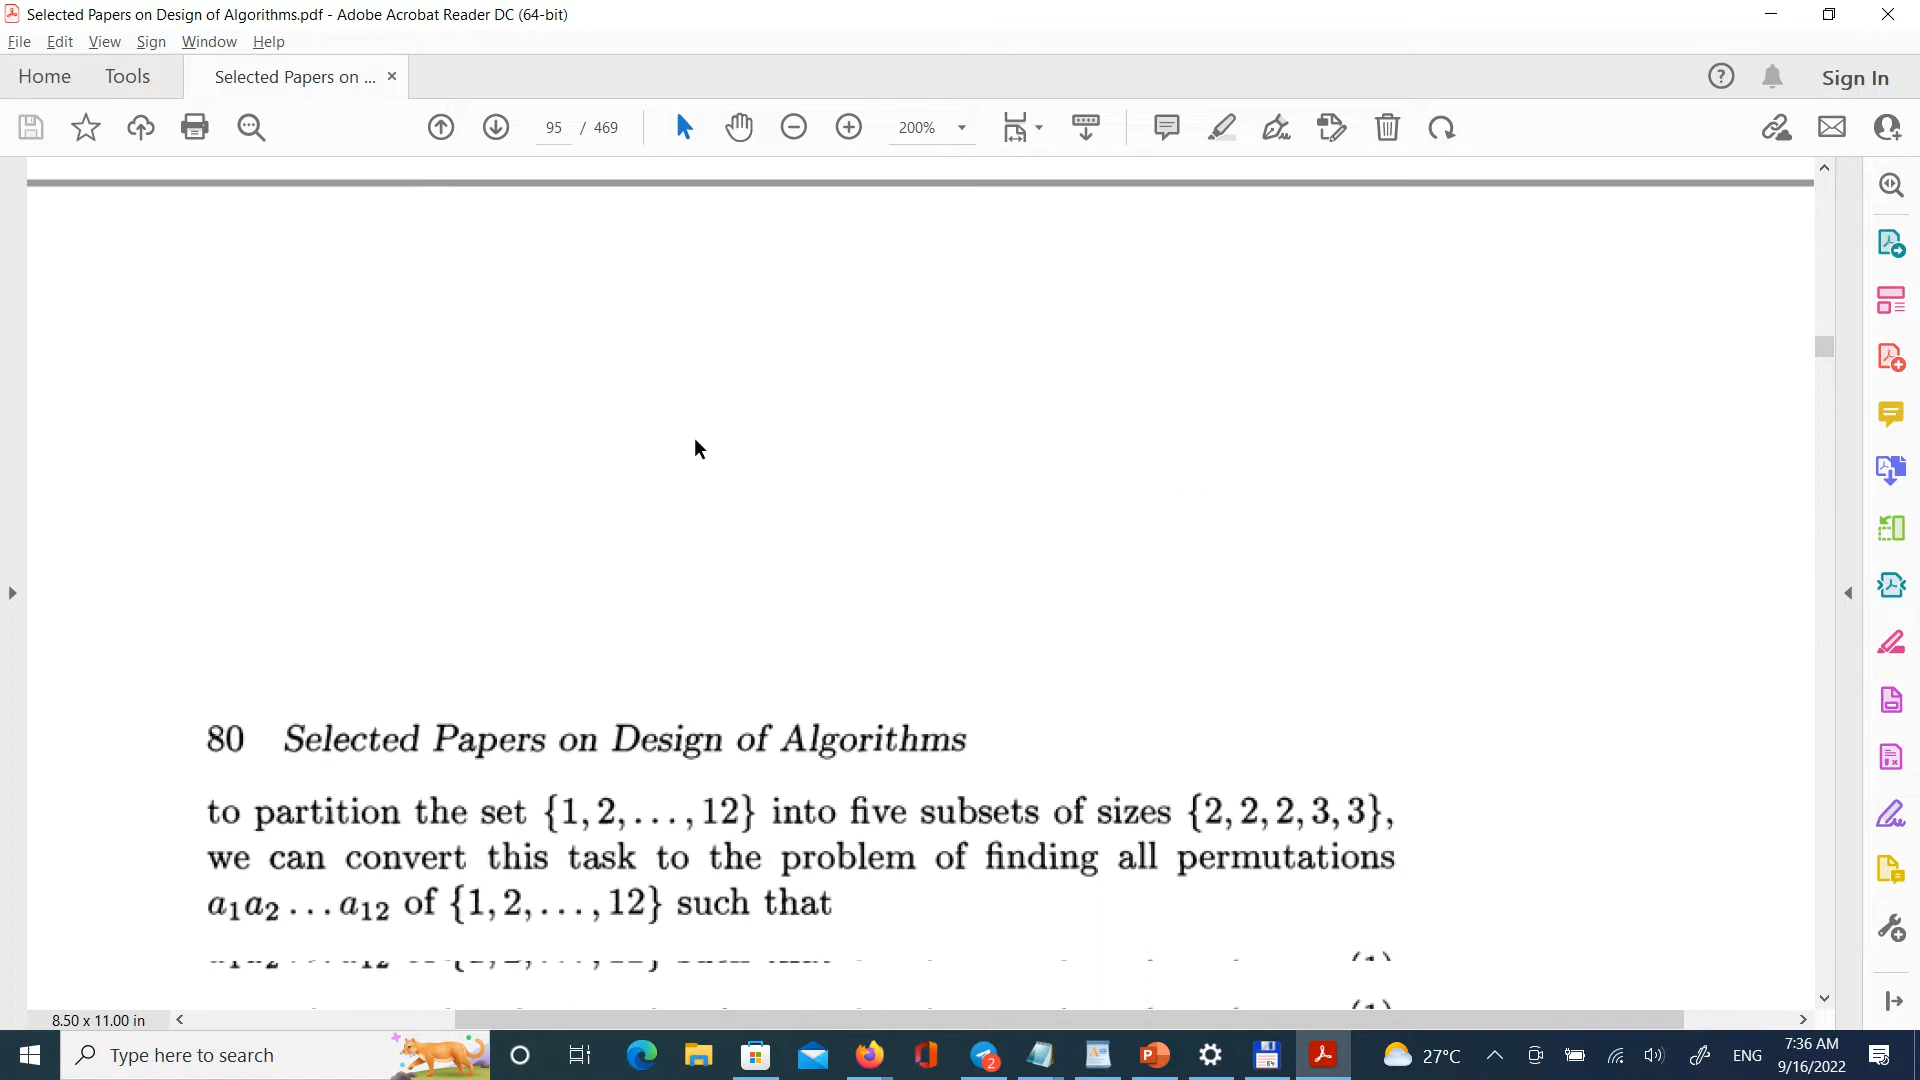 Selected Papers on Design of Algorithms.pdf - Adobe Acrobat Reader DC (64-bit)
File Edit View Sign Window Help
Home Tools Selected Papers on ... × Sign In
95 / 469 200%
80 Selected Papers on Design of Algorithms
to partition the set {1, 2, . . . , 12} into five subsets of sizes {2, 2, 2, 3, 3},
we can convert this task to the problem of finding all permutations
a₁a₂ . . . a₁₂ of {1, 2, . . . , 12} such that
8.50 x 11.00 in
Type here to search 2 27°C ENG 7:36 AM
9/16/2022